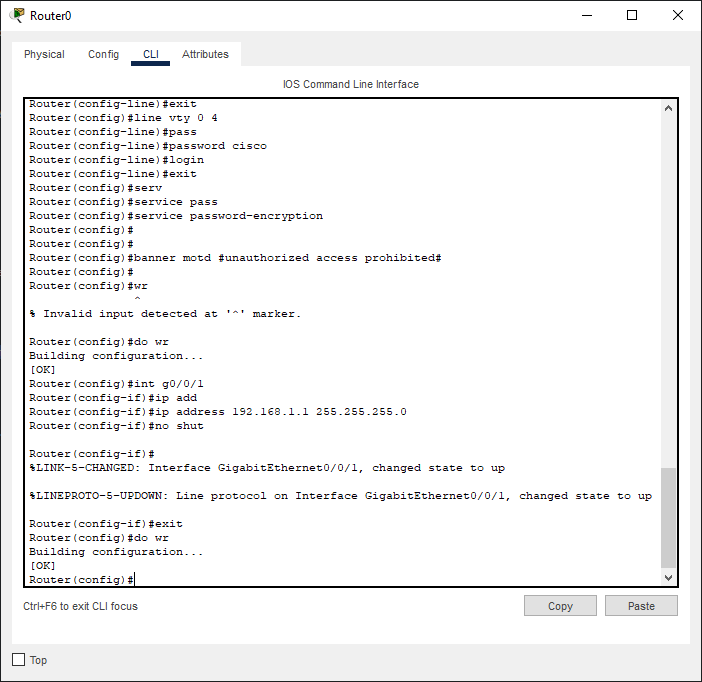 Router0
Physical Config CLI Attributes
IOS Command Line Interface
Router(config-line)#exit
Router(config)#line vty 0 4
Router(config-line)#pass
Router(config-line)#password cisco
Router(config-line)#login
Router(config-line)#exit
Router(config)#serv
Router(config)#service pass
Router(config)#service password-encryption
Router(config)#
Router(config)#
Router(config)#banner motd #unauthorized access prohibited#
Router(config)#
Router(config)#wr
^
% Invalid input detected at '^' marker.
Router(config)#do wr
Building configuration...
[OK]
Router(config)#int g0/0/1
Router(config-if)#ip add
Router(config-if)#ip address 192.168.1.1 255.255.255.0
Router(config-if)#no shut
Router(config-if)#
%LINK-5-CHANGED: Interface GigabitEthernet0/0/1, changed state to up
%LINEPROTO-5-UPDOWN: Line protocol on Interface GigabitEthernet0/0/1, changed state to up
Router(config-if)#exit
Router(config)#do wr
Building configuration...
[OK]
Router(config)#
Ctrl+F6 to exit CLI focus
Copy
Paste
Top